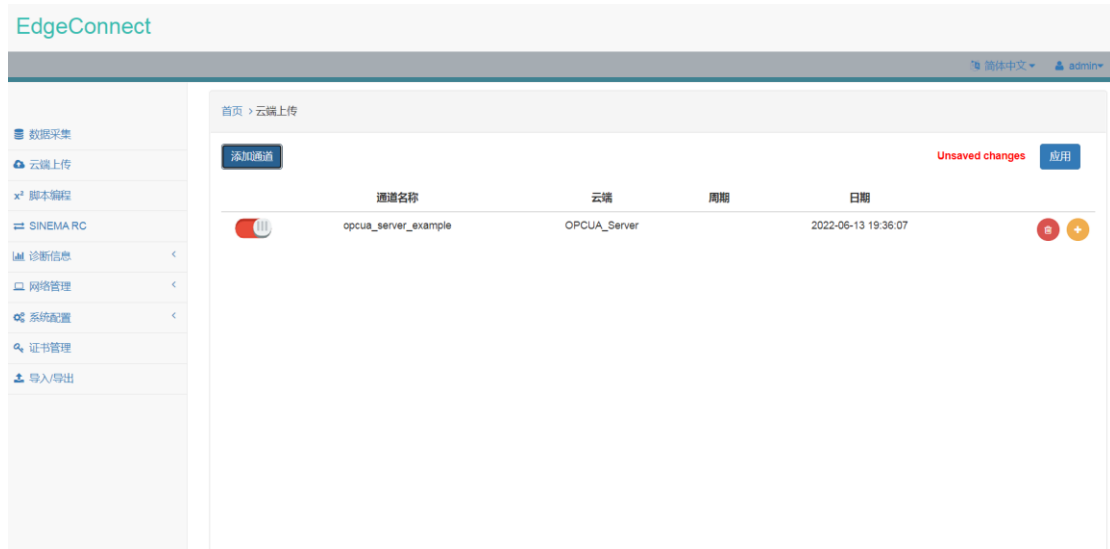 EdgeConnect
简体中文 admin
首页 > 云端上传
数据采集
云端上传
x² 脚本编程
SINEMA RC
诊断信息
网络管理
系统配置
证书管理
导入/导出
添加通道 Unsaved changes 应用
通道名称 云端 周期 日期
opcua_server_example OPCUA_Server 2022-06-13 19:36:07